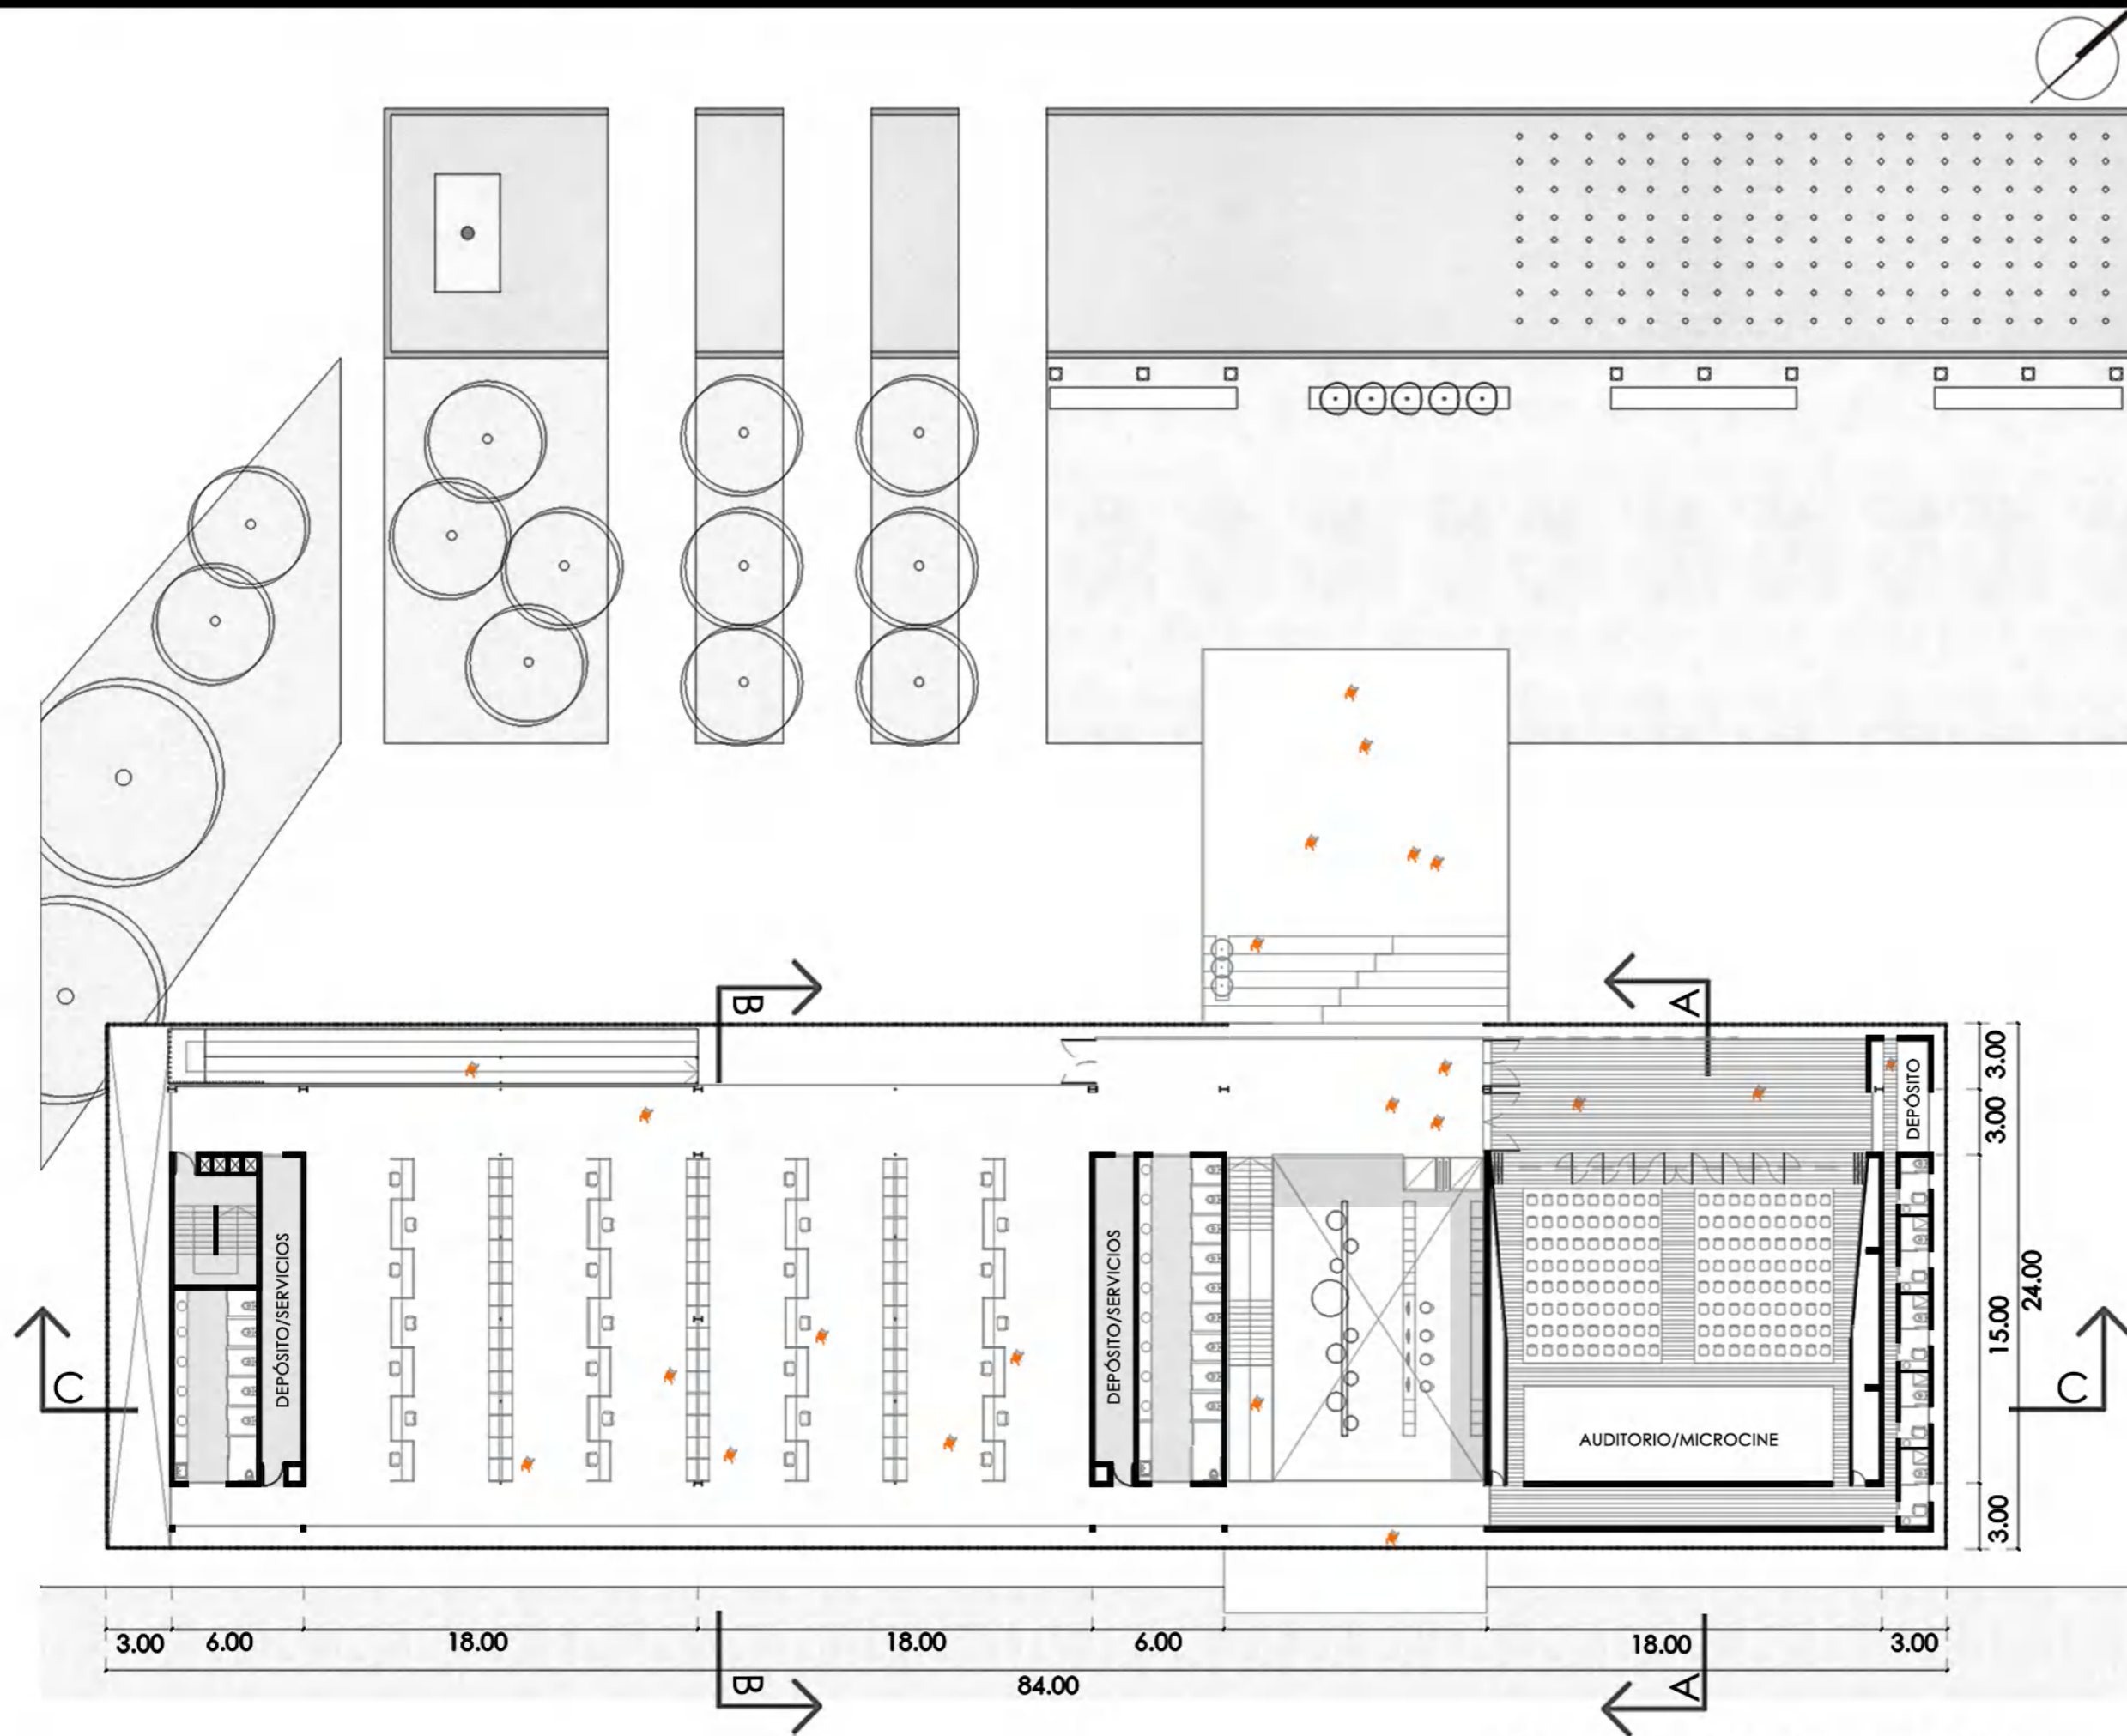 B
A
3.00
3.00
DEPÓSITO
DEPÓSITO/SERVICIOS
DEPÓSITO/SERVICIOS
24.00
15.00
C
C
AUDITORIO/MICROCINE
3.00
3.00 6.00 18.00 18.00 6.00 18.00 3.00
B
84.00
A